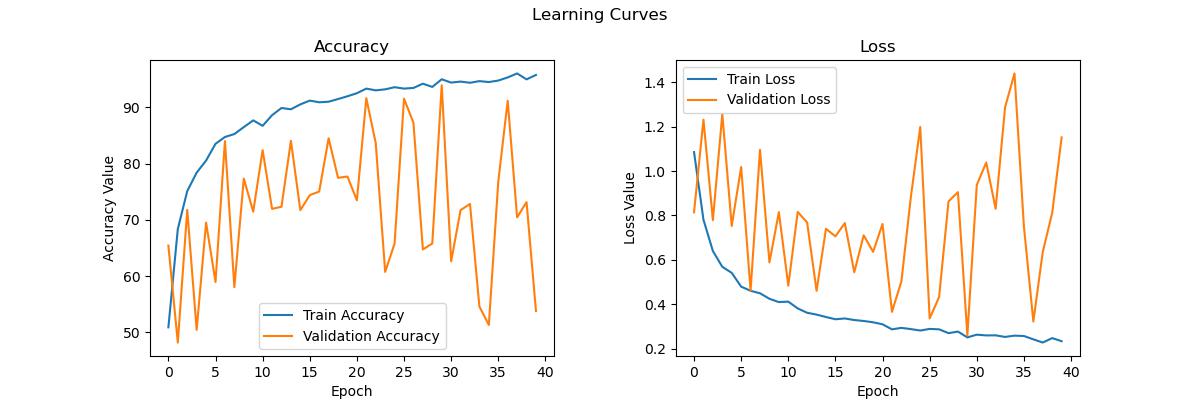 Learning Curves
Accuracy
Accuracy Value
90
80
70
60
50
Train Accuracy
Validation Accuracy
0 5 10 15 20 25 30 35 40
Epoch
Loss
Loss Value
1.4
1.2
1.0
0.8
0.6
0.4
0.2
Train Loss
Validation Loss
0 5 10 15 20 25 30 35 40
Epoch